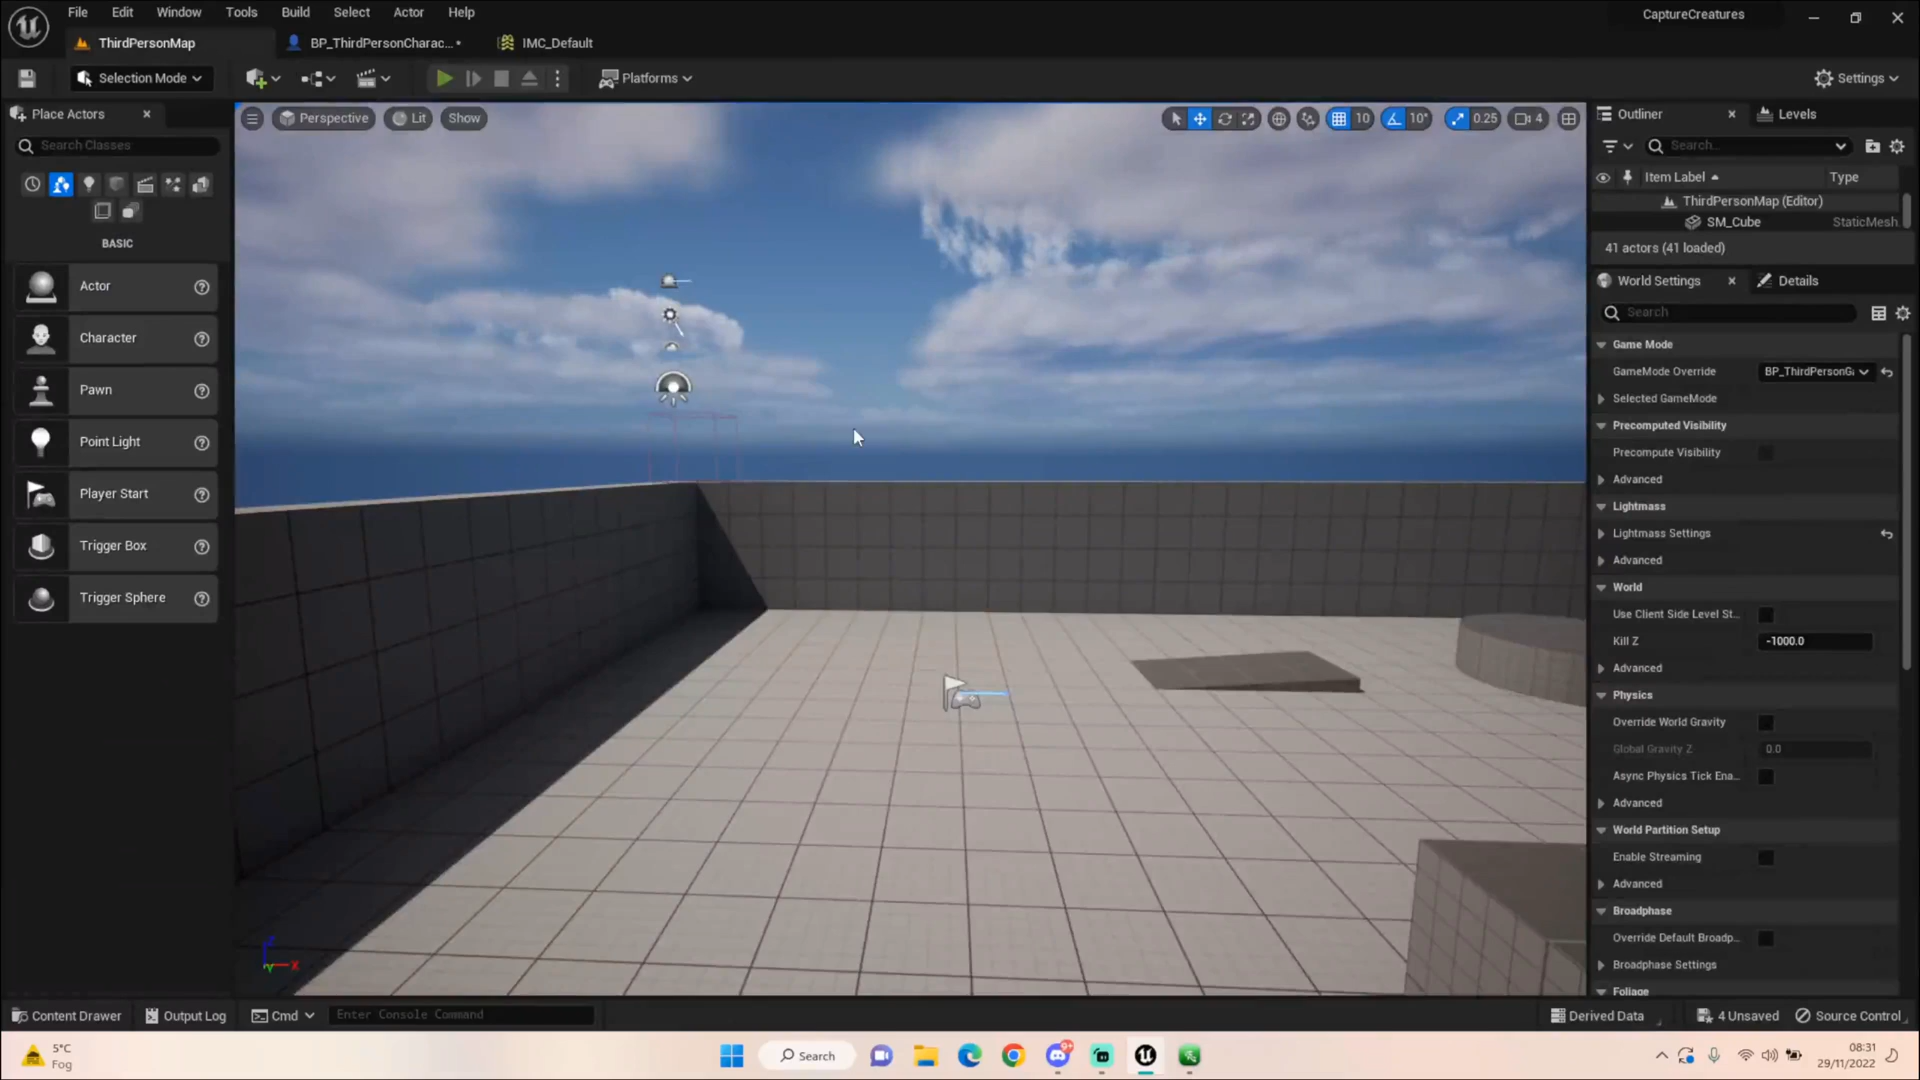 File Edit Window Tools Build Select Actor Help
CaptureCreatures
ThirdPersonMap
BP_ThirdPersonCharac... •
IMC_Default
Selection Mode
Platforms
Settings
Place Actors
Search Classes
BASIC
Actor
Character
Pawn
Point Light
Player Start
Trigger Box
Trigger Sphere
Perspective
Lit
Show
10
10°
0.25
4
Outliner
Levels
Search...
Item Label
Type
ThirdPersonMap (Editor)
SM_Cube StaticMesh
41 actors (41 loaded)
World Settings
Details
Search
Game Mode
GameMode Override BP_ThirdPersonGa
Selected GameMode
Precomputed Visibility
Precompute Visibility
Advanced
Lightmass
Lightmass Settings
Advanced
World
Use Client Side Level St...
Kill Z -1000.0
Advanced
Physics
Override World Gravity
Global Gravity Z 0.0
Async Physics Tick Ena...
Advanced
World Partition Setup
Enable Streaming
Advanced
Broadphase
Override Default Broadp...
Broadphase Settings
Foliage
Z
Y
X
Content Drawer
Output Log
Cmd
Enter Console Command
Derived Data
4 Unsaved
Source Control
5°C
Fog
Search
9+
08:31
29/11/2022